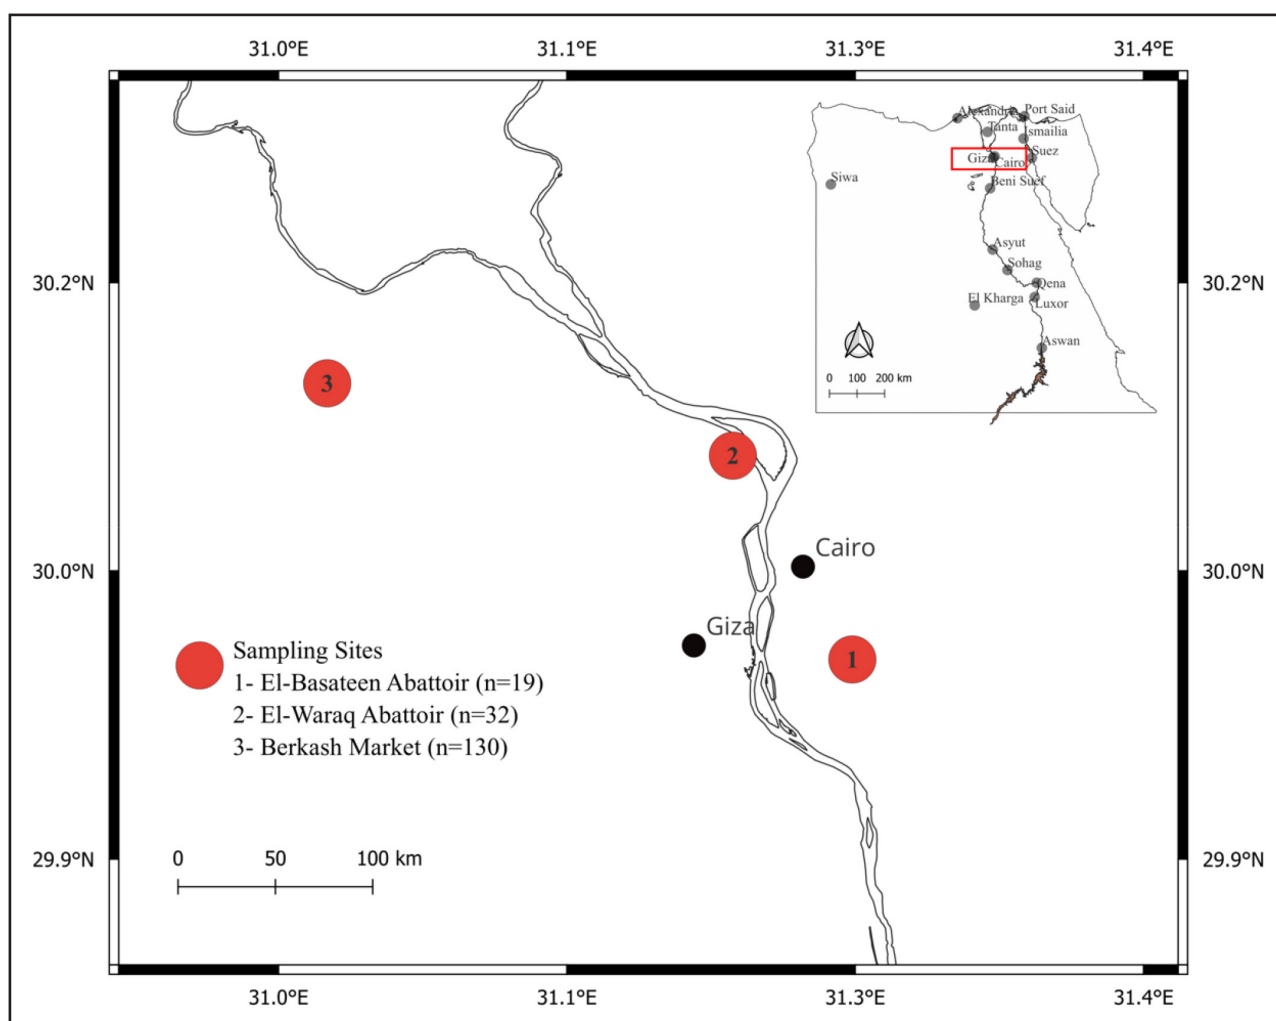 31.0°E 31.1°E 31.3°E 31.4°E
Alexandria
Port Said
Tanta
Ismailia
Giza
Cairo
Suez
Siwa
Beni Suef
Asyut
Sohag
Qena
El Kharga
Luxor
Aswan
0 100 200 km
30.2°N 30.2°N
3
2
Cairo
30.0°N 30.0°N
Giza
1
Sampling Sites
1- El-Basateen Abattoir (n=19)
2- El-Waraq Abattoir (n=32)
3- Berkash Market (n=130)
0 50 100 km
29.9°N 29.9°N
31.0°E 31.1°E 31.3°E 31.4°E